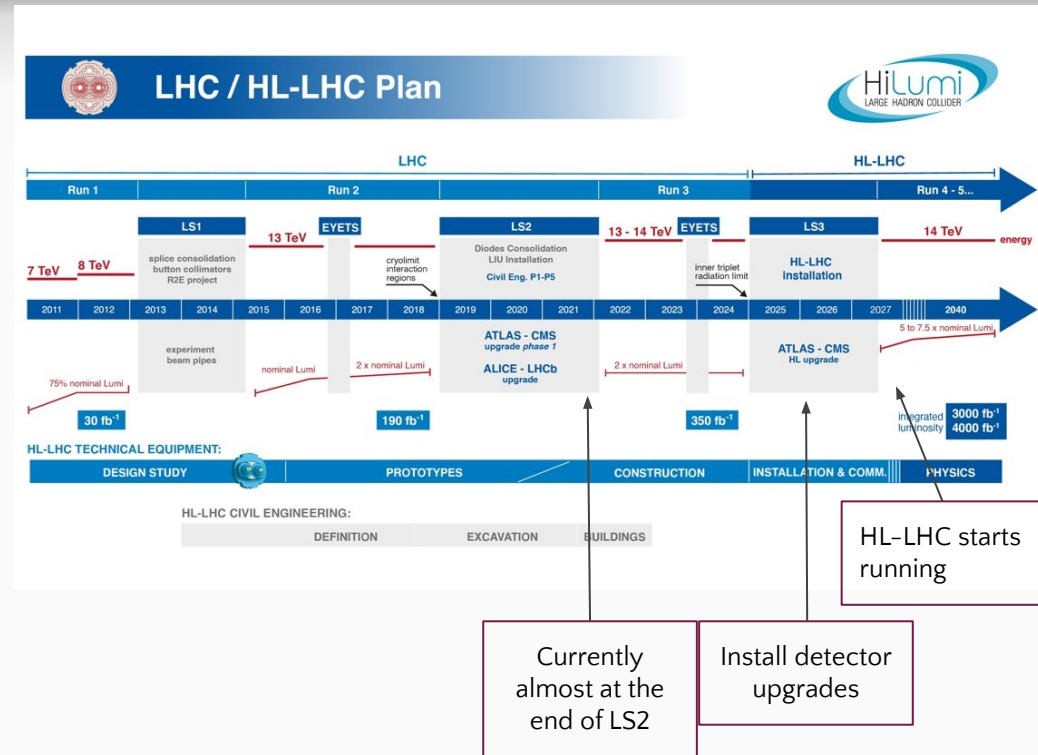 LHC / HL-LHC Plan
HiLumi
LARGE HADRON COLLIDER
LHC
HL-LHC
Run 1
Run 2
Run 3
Run 4 - 5...
LS1
EYETS
LS2
EYETS
LS3
13 TeV
13 - 14 TeV
14 TeV
energy
7 TeV
8 TeV
splice consolidation
button collimators
R2E project
cryolimit
interaction
regions
Diodes Consolidation
LIU Installation
Civil Eng. P1-P5
inner triplet
radiation limit
HL-LHC
installation
2011 2012 2013 2014 2015 2016 2017 2018 2019 2020 2021 2022 2023 2024 2025 2026 2027 2040
75% nominal Lumi
experiment
beam pipes
nominal Lumi
2 x nominal Lumi
ATLAS - CMS
upgrade phase 1
ALICE - LHCb
upgrade
2 x nominal Lumi
ATLAS - CMS
HL upgrade
5 to 7.5 x nominal Lumi
30 fb⁻¹
190 fb⁻¹
350 fb⁻¹
integrated
luminosity
3000 fb⁻¹
4000 fb⁻¹
HL-LHC TECHNICAL EQUIPMENT:
DESIGN STUDY
PROTOTYPES
CONSTRUCTION
INSTALLATION & COMM.
PHYSICS
HL-LHC CIVIL ENGINEERING:
DEFINITION
EXCAVATION
BUILDINGS
HL-LHC starts
running
Currently
almost at the
end of LS2
Install detector
upgrades